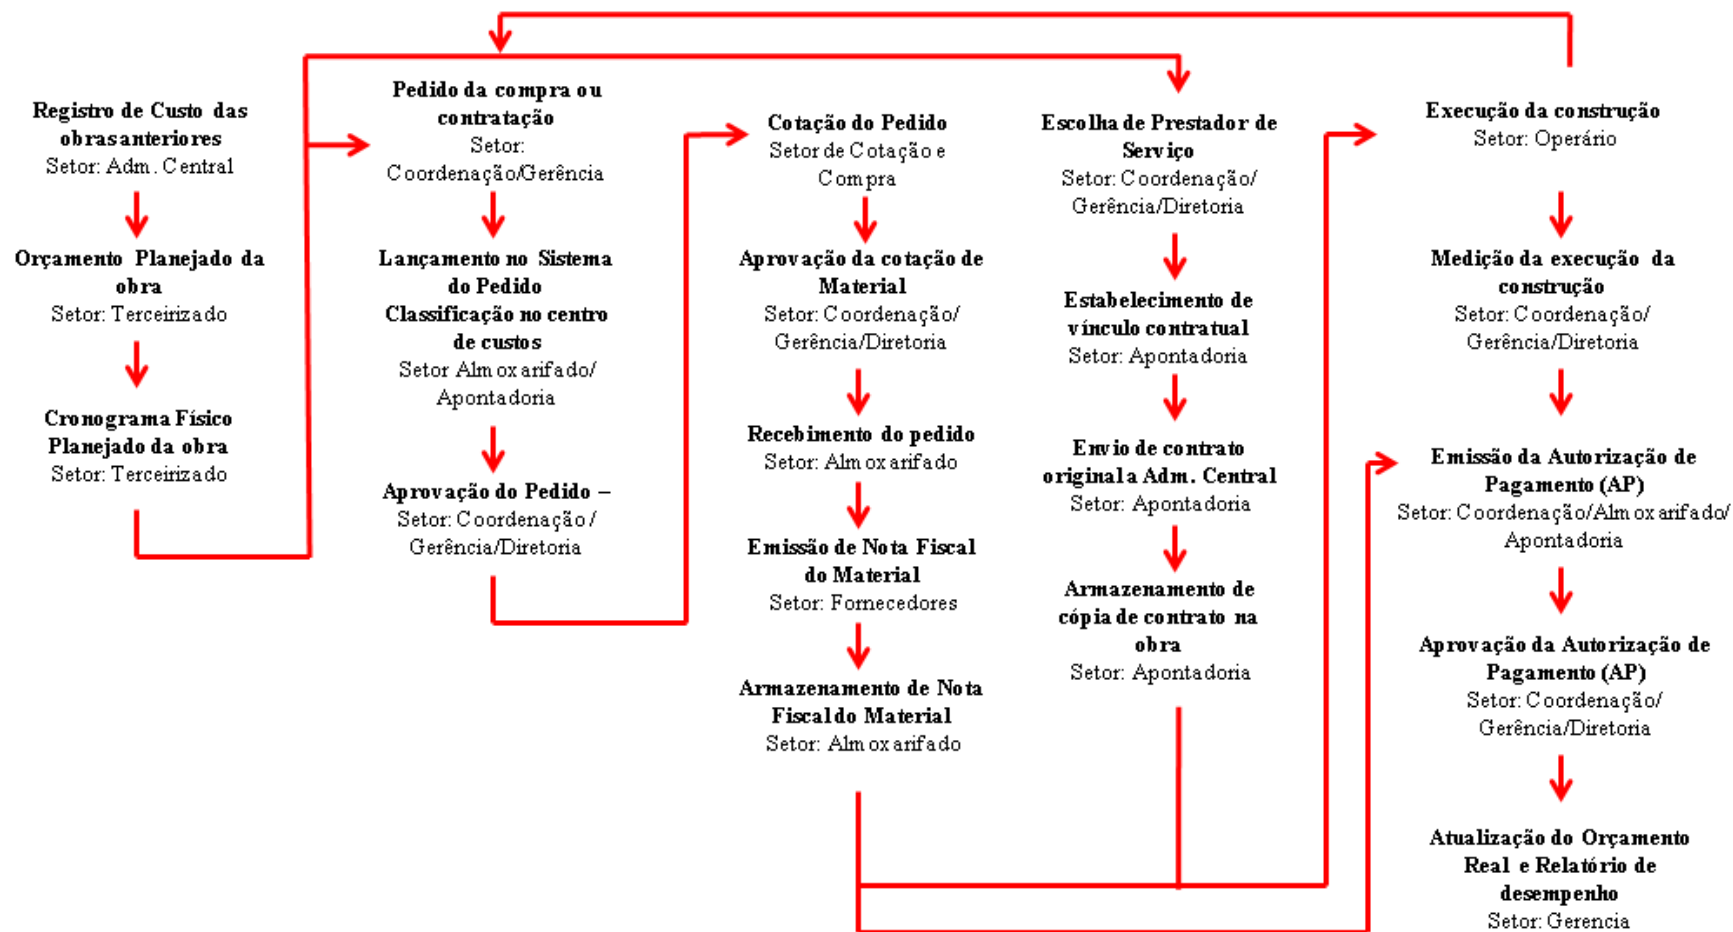 Registro de Custo das
obras anteriores
Setor: Adm. Central
Orçamento Planejado da
obra
Setor: Terceirizado
Cronograma Físico
Planejado da obra
Setor: Terceirizado
Pedido da compra ou
contratação
Setor:
Coordenação/Gerência
Lançamento no Sistema
do Pedido
Classificação no centro
de custos
Setor Almoxarifado/
Apontadoria
Aprovação do Pedido –
Setor: Coordenação /
Gerência/Diretoria
Cotação do Pedido
Setor de Cotação e
Compra
Aprovação da cotação de
Material
Setor: Coordenação/
Gerência/Diretoria
Recebimento do pedido
Setor: Almoxarifado
Emissão de Nota Fiscal
do Material
Setor: Fornecedores
Armazenamento de Nota
Fiscal do Material
Setor: Almoxarifado
Escolha de Prestador de
Serviço
Setor: Coordenação/
Gerência/Diretoria
Estabelecimento de
vínculo contratual
Setor: Apontadoria
Envio de contrato
original a Adm. Central
Setor: Apontadoria
Armazenamento de
cópia de contrato na
obra
Setor: Apontadoria
Execução da construção
Setor: Operário
Medição da execução da
construção
Setor: Coordenação/
Gerência/Diretoria
Emissão da Autorização de
Pagamento (AP)
Setor: Coordenação/Almoxarifado/
Apontadoria
Aprovação da Autorização de
Pagamento (AP)
Setor: Coordenação/
Gerência/Diretoria
Atualização do Orçamento
Real e Relatório de
desempenho
Setor: Gerencia